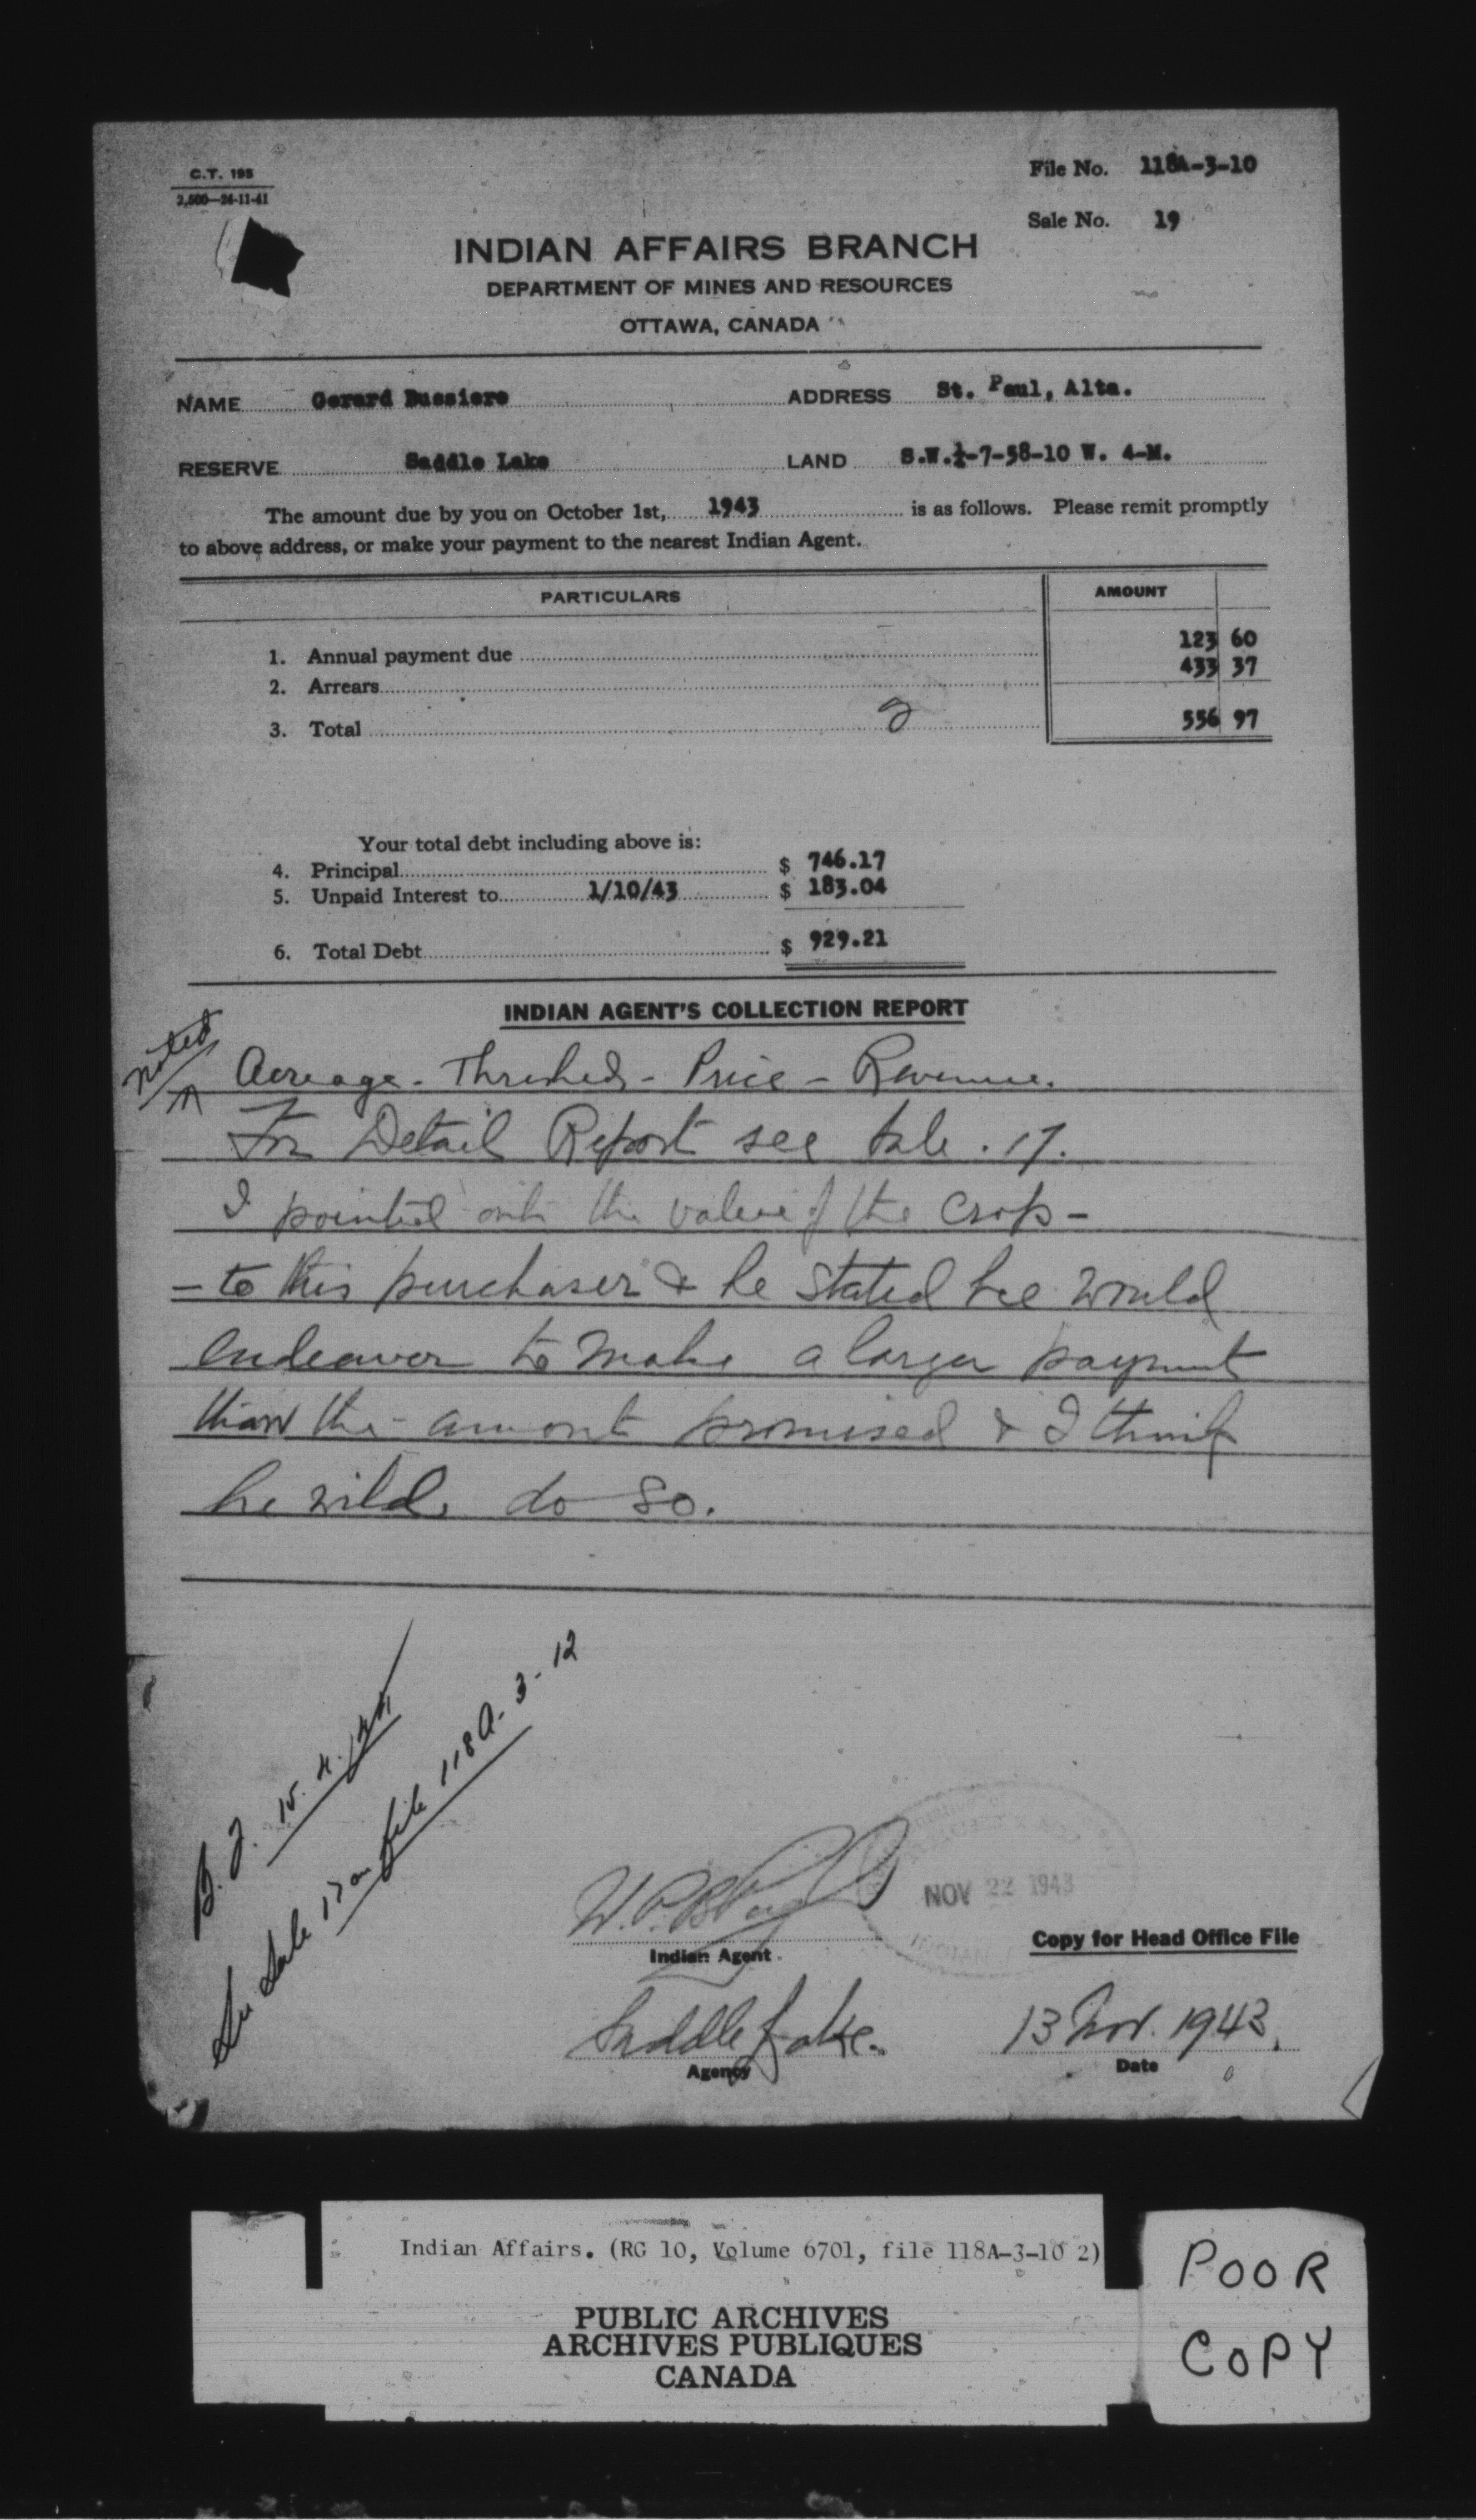 C.T. 195
2,500—24-11-41
File No. 118A-3-10
Sale No. 19
INDIAN AFFAIRS BRANCH
DEPARTMENT OF MINES AND RESOURCES
OTTAWA, CANADA
NAME Gerard Bussiere ADDRESS St. Paul, Alta.
RESERVE Saddle Lake LAND S.W.¼-7-58-10 W. 4-M.
The amount due by you on October 1st, 1943 is as follows. Please remit promptly
to above address, or make your payment to the nearest Indian Agent.
PARTICULARS AMOUNT
1. Annual payment due 123 60
2. Arrears 433 37
3. Total 556 97
Your total debt including above is:
4. Principal $ 746.17
5. Unpaid Interest to 1/10/43 $ 183.04
6. Total Debt $ 929.21
INDIAN AGENT'S COLLECTION REPORT
Noted
Acreage - Threshed - Price - Revenue.
For Detail Report see Sale . 17.
I pointed out the value of the crop -
- to this purchaser & he stated he would
endeavor to make a larger payment
than the amount promised & I think
he will do so.
B.F. 15.4.44
See Sale 17 on file 118A-3-12
NOV 22 1943
INDIAN
Indian Agent
Copy for Head Office File
Saddle Lake. 13 Nov. 1943.
Agency Date
Indian Affairs. (RG 10, Volume 6701, file 118A-3-10 2)
PUBLIC ARCHIVES
ARCHIVES PUBLIQUES
CANADA
POOR
COPY